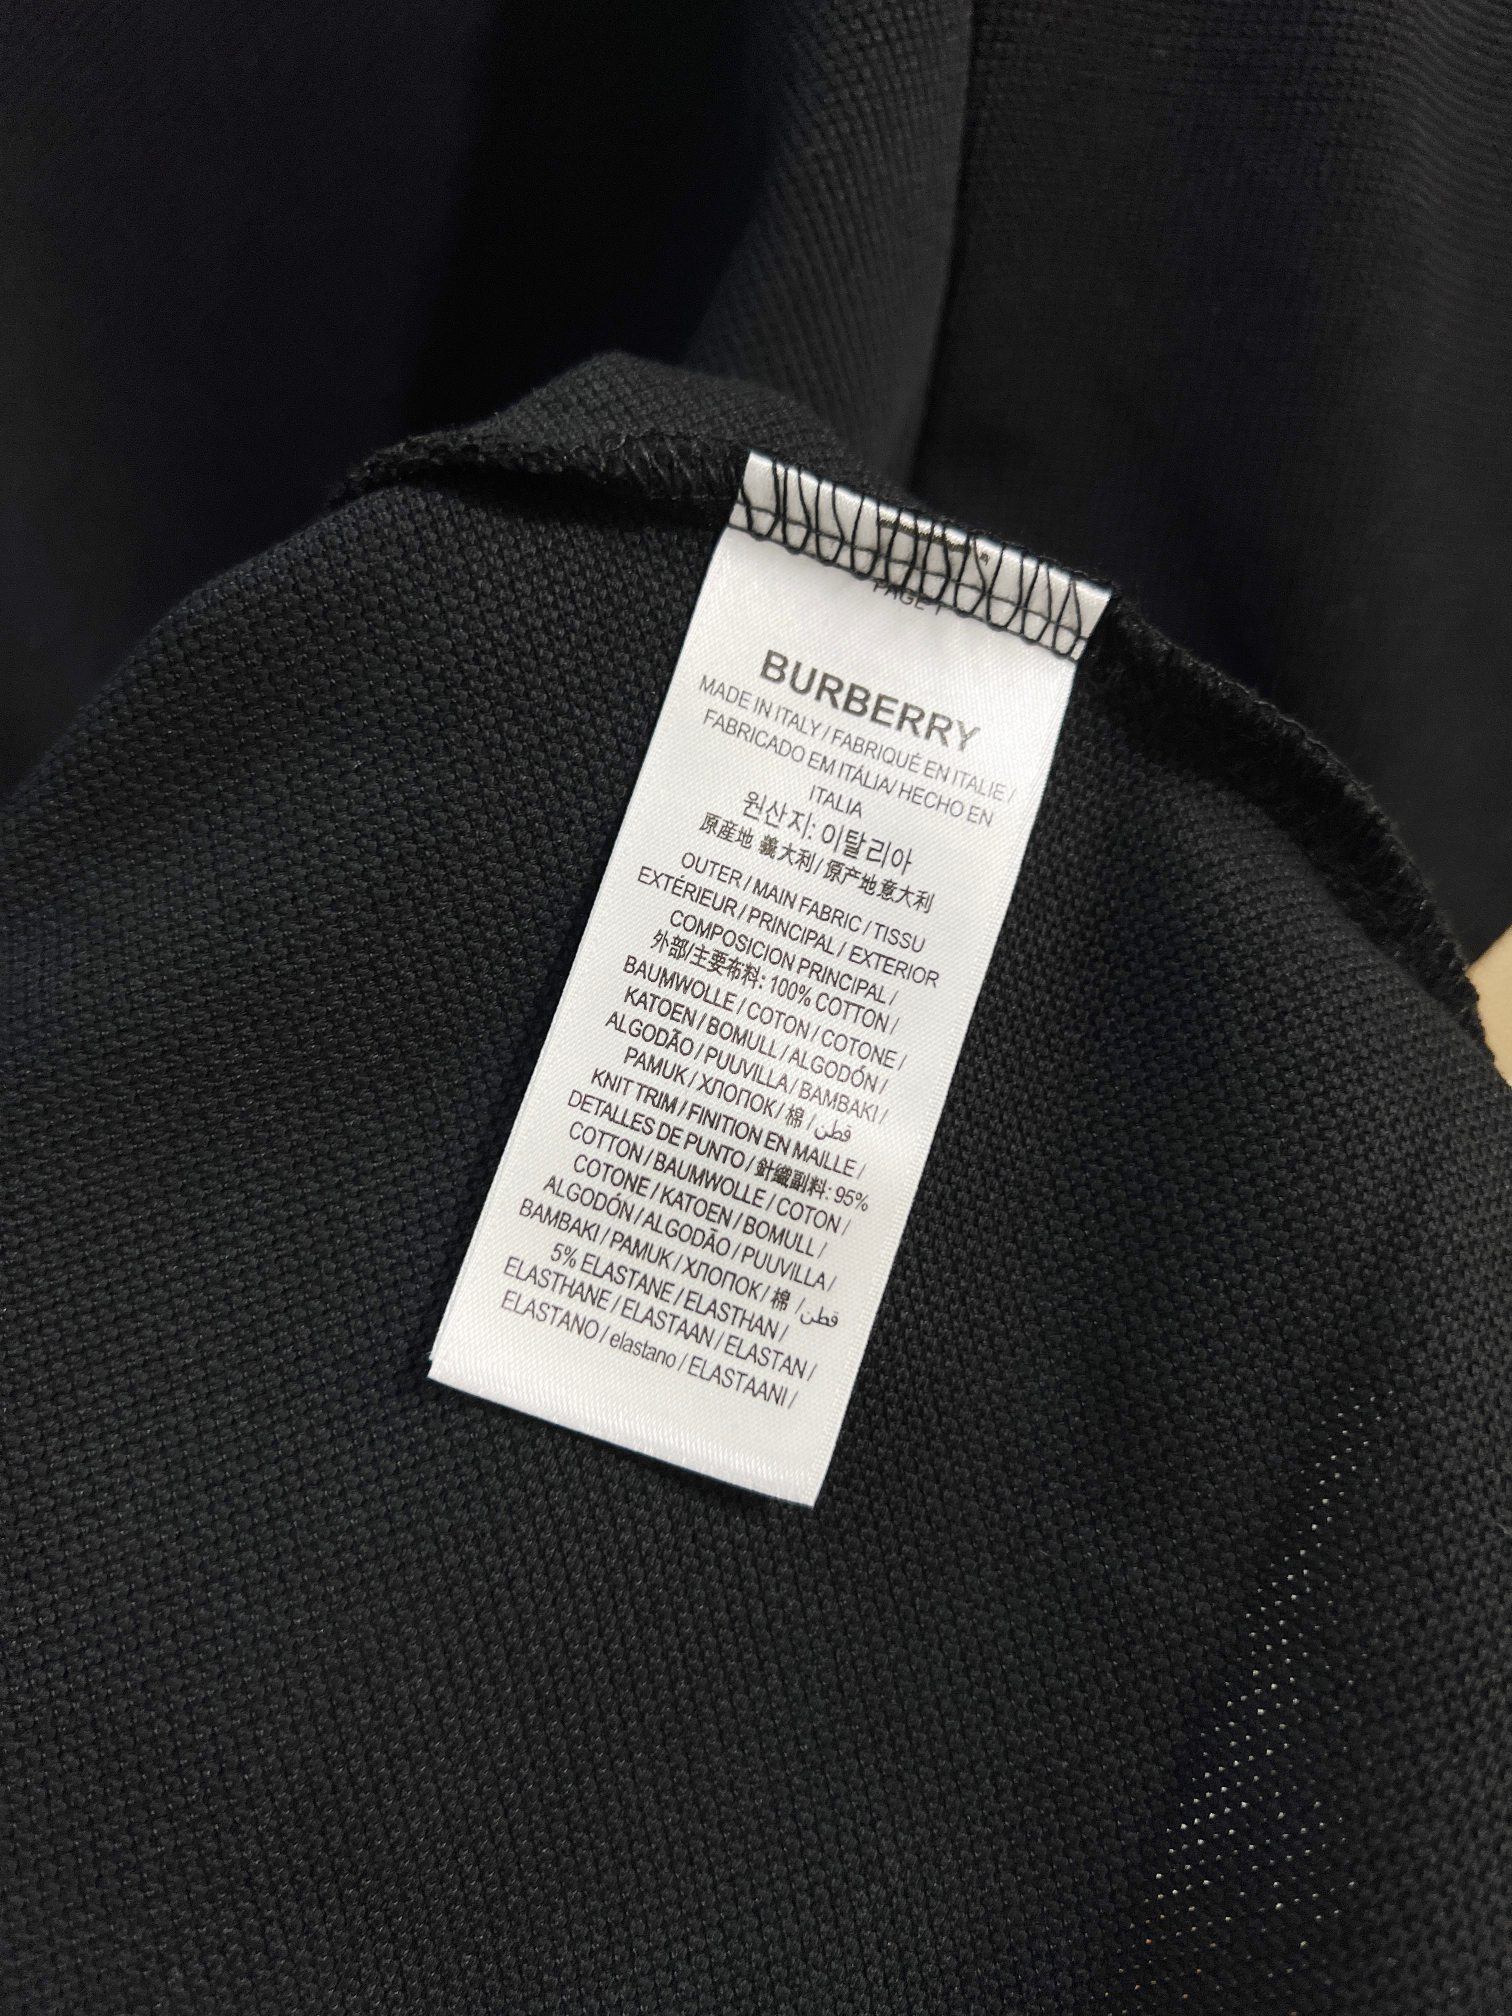 PAGE 1
BURBERRY
MADE IN ITALY / FABRIQUÉ EN ITALIE /
FABRICADO EM ITÁLIA/ HECHO EN
ITALIA
원산지: 이탈리아
原産地 義大利/ 原产地意大利
OUTER / MAIN FABRIC / TISSU
EXTÉRIEUR / PRINCIPAL / EXTERIOR
COMPOSICION PRINCIPAL /
外部/主要布料: 100% COTTON /
BAUMWOLLE / COTON / COTONE /
KATOEN / BOMULL / ALGODÓN /
ALGODÃO / PUUVILLA / BAMBAKI /
PAMUK / ХЛОПОК / 棉 / قطن
KNIT TRIM / FINITION EN MAILLE /
DETALLES DE PUNTO / 針織副料: 95%
COTTON / BAUMWOLLE / COTON /
COTONE / KATOEN / BOMULL /
ALGODÓN / ALGODÃO / PUUVILLA /
BAMBAKI / PAMUK / ХЛОПОК / 棉 / قطن
5% ELASTANE / ELASTHAN /
ELASTHANE / ELASTAAN / ELASTAN /
ELASTANO / elastano / ELASTAANI /